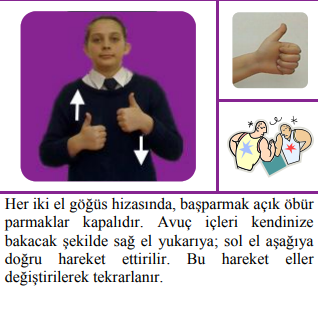 Her iki el göğüs hizasında, başparmak açık öbür
parmaklar kapalıdır. Avuç içleri kendinize
bakacak şekilde sağ el yukarıya; sol el aşağıya
doğru hareket ettirilir. Bu hareket eller
değiştirilerek tekrarlanır.